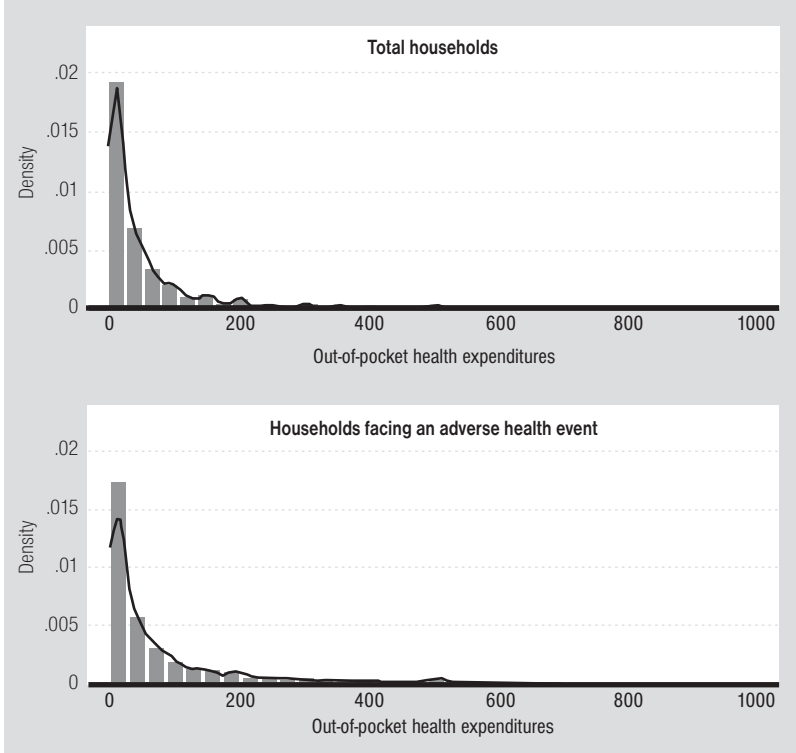 Total households
.02
.015
.01
.005
0
Density
0 200 400 600 800 1000
Out-of-pocket health expenditures
Households facing an adverse health event
.02
.015
.01
.005
0
Density
0 200 400 600 800 1000
Out-of-pocket health expenditures